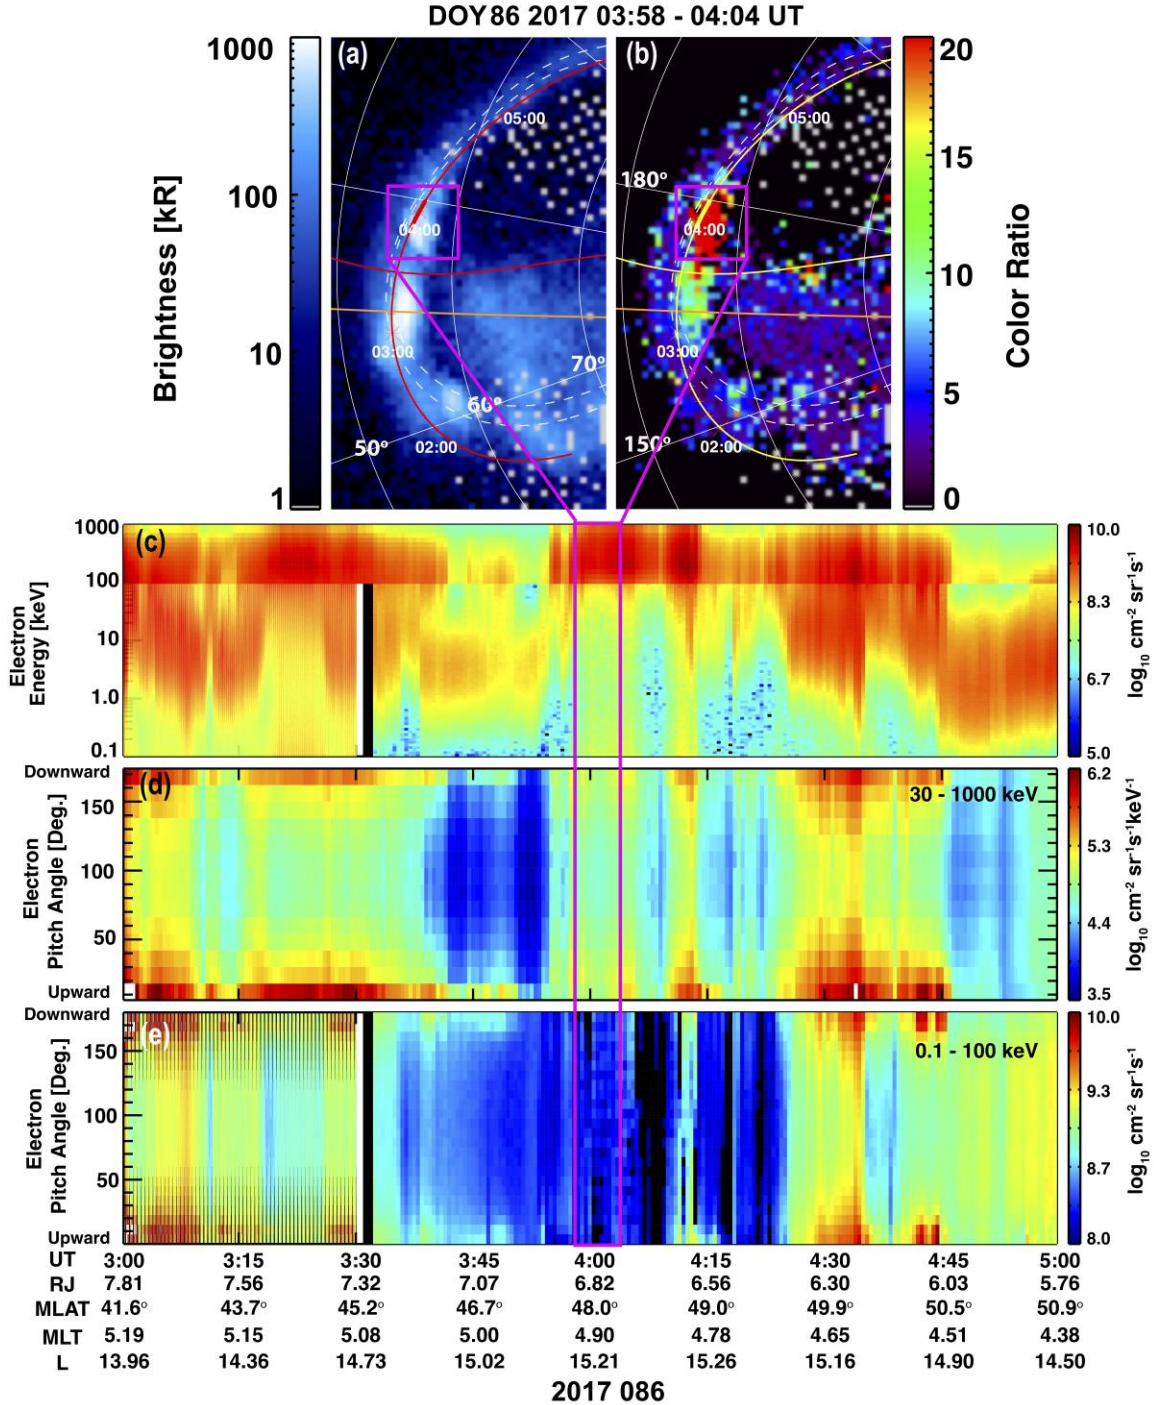 DOY86 2017 03:58 - 04:04 UT
1000
100
10
1
Brightness [kR]
(a)
05:00
04:00
03:00
02:00
70°
60°
50°
(b)
05:00
180°
04:00
03:00
150°
02:00
20
15
10
5
0
Color Ratio
(c)
1000
100
10
1.0
0.1
Electron
Energy [keV]
10.0
8.3
6.7
5.0
log10 cm-2 sr-1s-1
(d)
Downward
150
100
50
Upward
Electron
Pitch Angle [Deg.]
30 - 1000 keV
6.2
5.3
4.4
3.5
log10 cm-2 sr-1s-1keV-1
(e)
Downward
150
100
50
Upward
Electron
Pitch Angle [Deg.]
0.1 - 100 keV
10.0
9.3
8.7
8.0
log10 cm-2 sr-1s-1
UT 3:00 3:15 3:30 3:45 4:00 4:15 4:30 4:45 5:00
RJ 7.81 7.56 7.32 7.07 6.82 6.56 6.30 6.03 5.76
MLAT 41.6° 43.7° 45.2° 46.7° 48.0° 49.0° 49.9° 50.5° 50.9°
MLT 5.19 5.15 5.08 5.00 4.90 4.78 4.65 4.51 4.38
L 13.96 14.36 14.73 15.02 15.21 15.26 15.16 14.90 14.50
2017 086